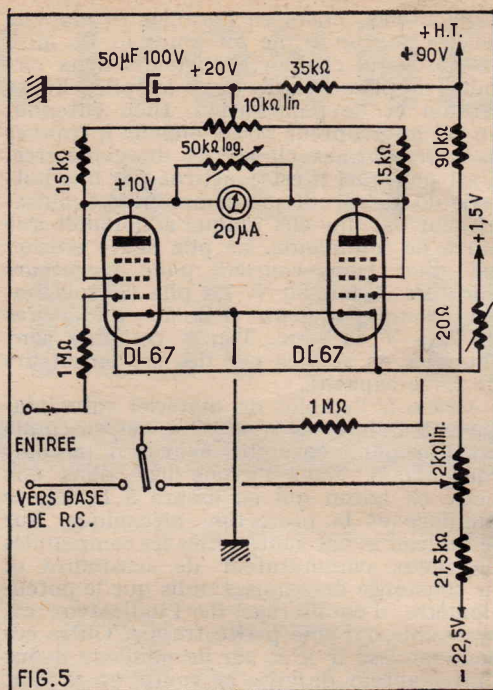 + H.T.
+90V
50µF 100V
+20V
35kΩ
10kΩ lin
50kΩ log.
15kΩ
15kΩ
90kΩ
+10V
20µA
+1,5V
DL67
DL67
20Ω
1MΩ
1MΩ
ENTREE
2kΩ lin.
VERS BASE
DE R.C.
21,5kΩ
- 22,5V
FIG.5